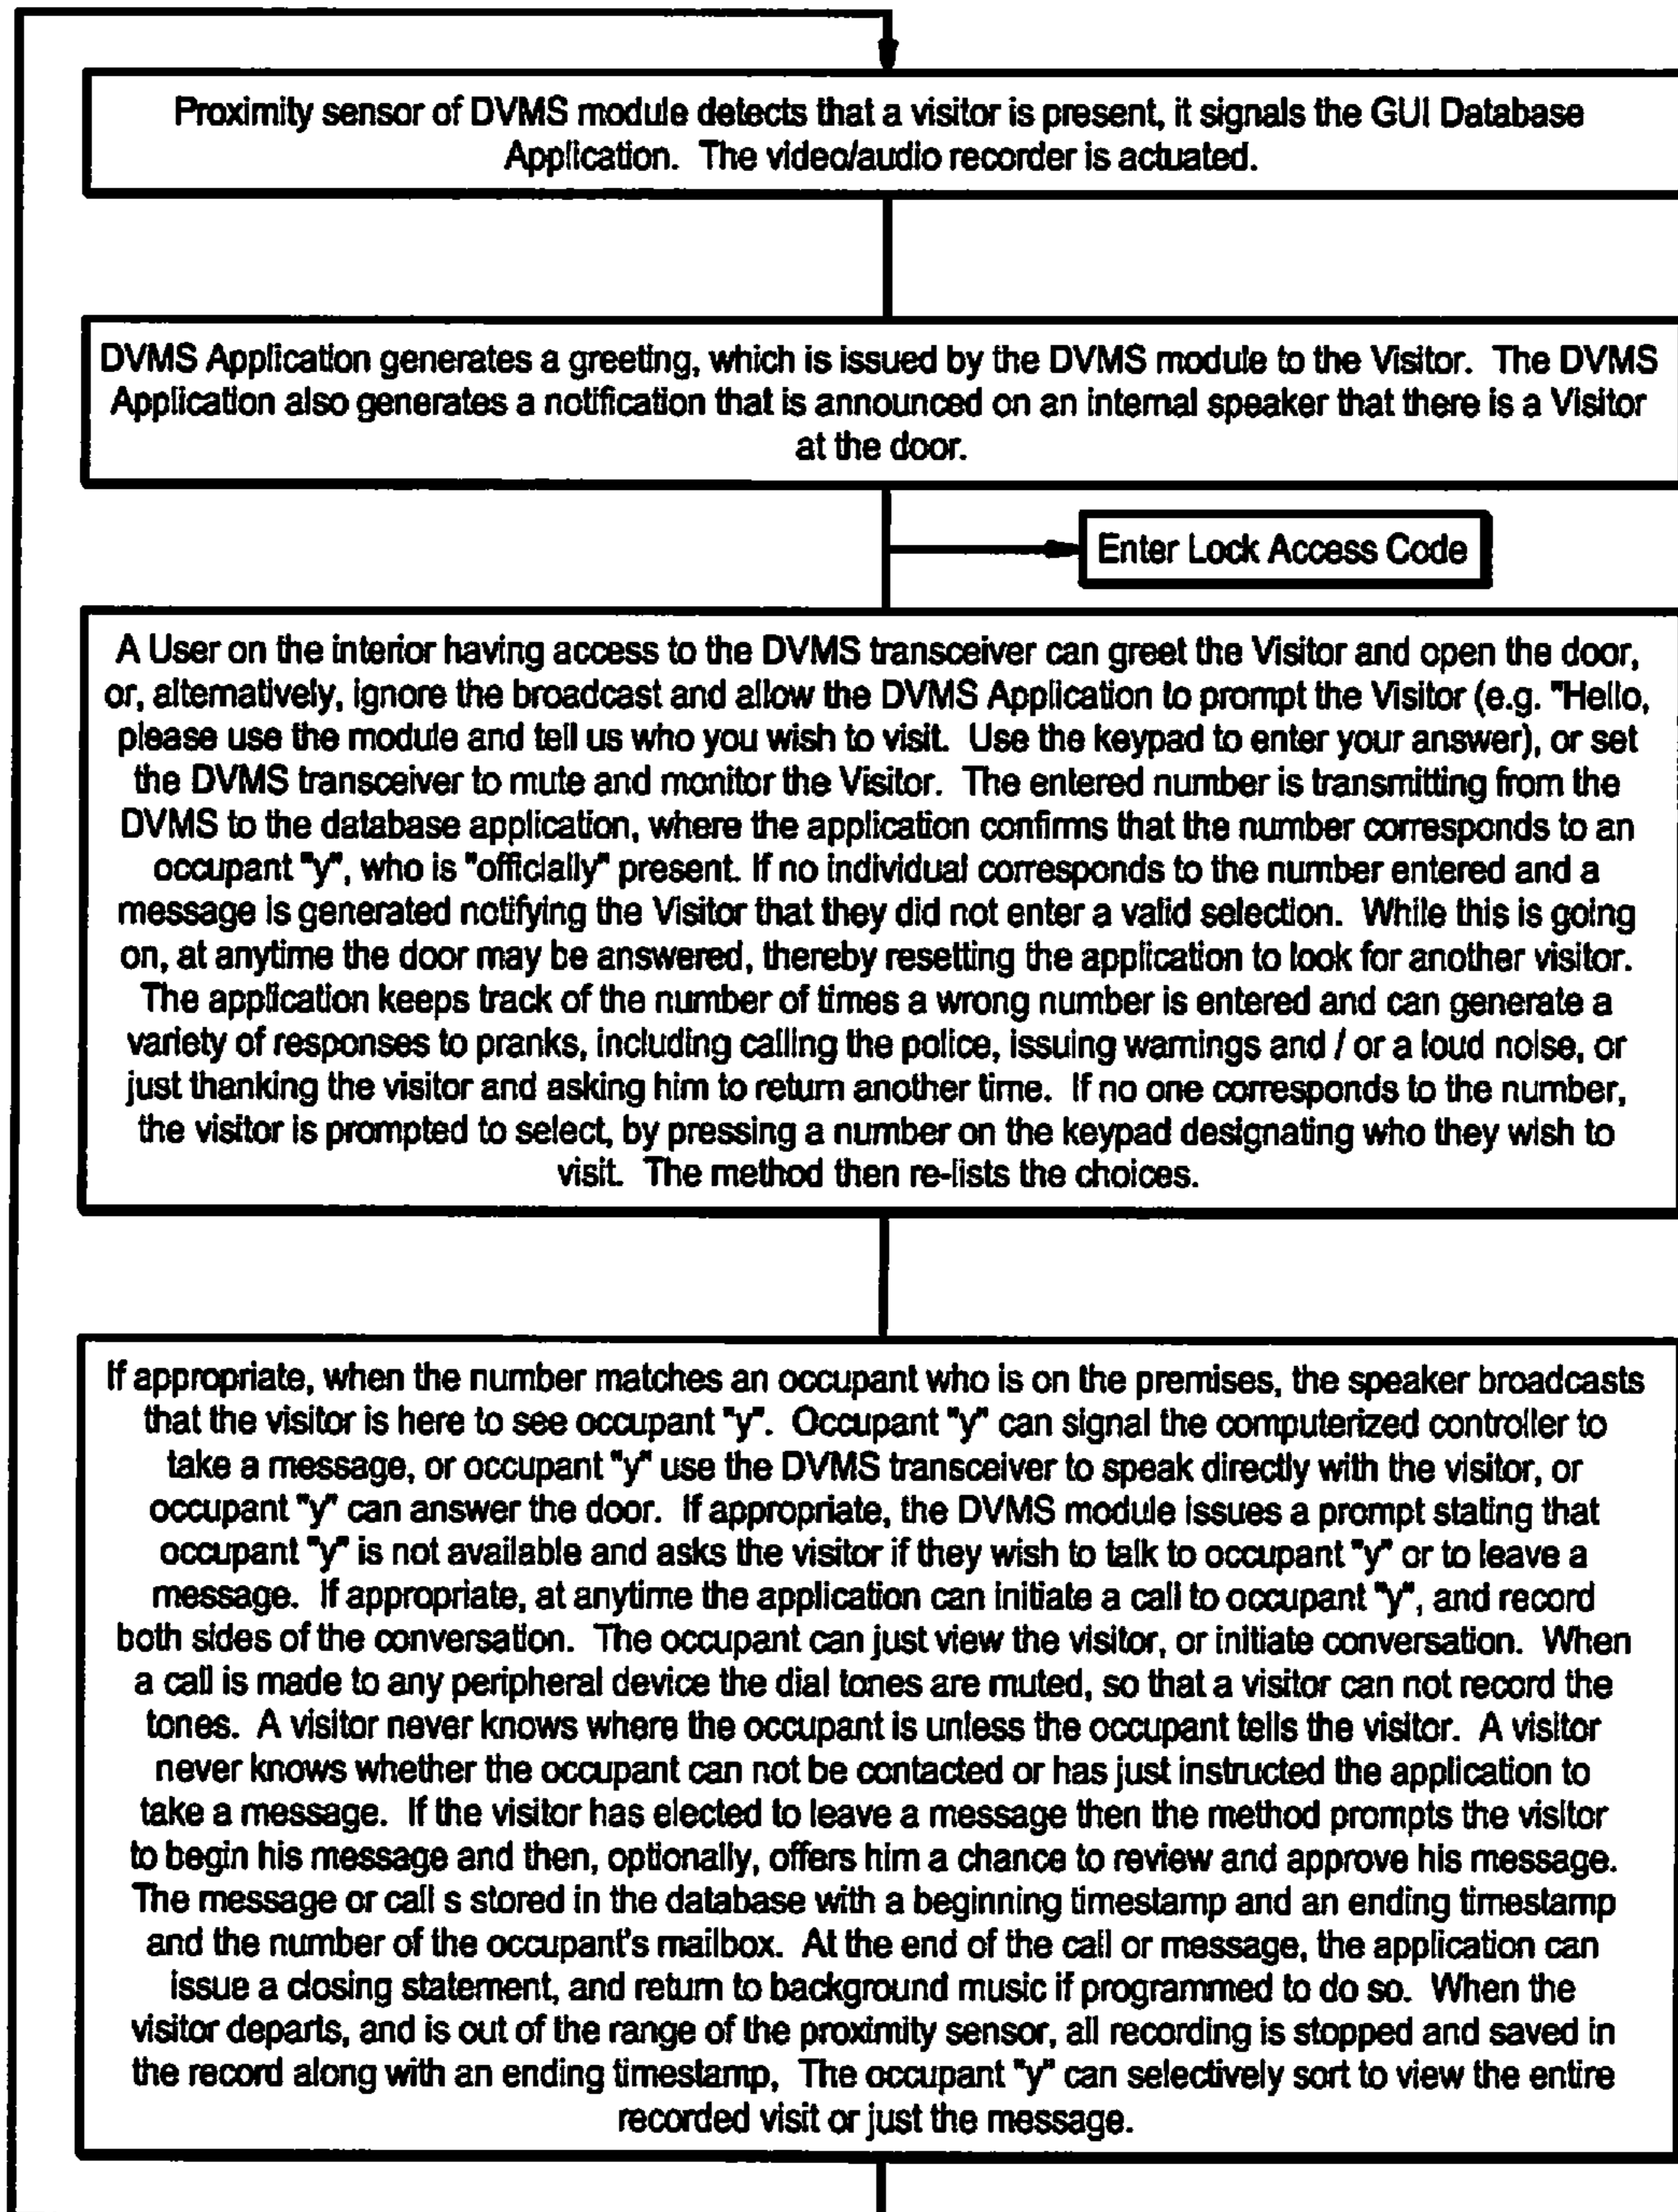 Proximity sensor of DVMS module detects that a visitor is present, it signals the GUI Database
Application. The video/audio recorder is actuated.
DVMS Application generates a greeting, which is issued by the DVMS module to the Visitor. The DVMS
Application also generates a notification that is announced on an internal speaker that there is a Visitor
at the door.
Enter Lock Access Code
A User on the interior having access to the DVMS transceiver can greet the Visitor and open the door,
or, alternatively, ignore the broadcast and allow the DVMS Application to prompt the Visitor (e.g. "Hello,
please use the module and tell us who you wish to visit. Use the keypad to enter your answer), or set
the DVMS transceiver to mute and monitor the Visitor. The entered number is transmitting from the
DVMS to the database application, where the application confirms that the number corresponds to an
occupant "y", who is "officially" present. If no individual corresponds to the number entered and a
message is generated notifying the Visitor that they did not enter a valid selection. While this is going
on, at anytime the door may be answered, thereby resetting the application to look for another visitor.
The application keeps track of the number of times a wrong number is entered and can generate a
variety of responses to pranks, including calling the police, issuing warnings and / or a loud noise, or
just thanking the visitor and asking him to return another time. If no one corresponds to the number,
the visitor is prompted to select, by pressing a number on the keypad designating who they wish to
visit. The method then re-lists the choices.
If appropriate, when the number matches an occupant who is on the premises, the speaker broadcasts
that the visitor is here to see occupant "y". Occupant "y" can signal the computerized controller to
take a message, or occupant "y" use the DVMS transceiver to speak directly with the visitor, or
occupant "y" can answer the door. If appropriate, the DVMS module issues a prompt stating that
occupant "y" is not available and asks the visitor if they wish to talk to occupant "y" or to leave a
message. If appropriate, at anytime the application can initiate a call to occupant "y", and record
both sides of the conversation. The occupant can just view the visitor, or initiate conversation. When
a call is made to any peripheral device the dial tones are muted, so that a visitor can not record the
tones. A visitor never knows where the occupant is unless the occupant tells the visitor. A visitor
never knows whether the occupant can not be contacted or has just instructed the application to
take a message. If the visitor has elected to leave a message then the method prompts the visitor
to begin his message and then, optionally, offers him a chance to review and approve his message.
The message or call s stored in the database with a beginning timestamp and an ending timestamp
and the number of the occupant's mailbox. At the end of the call or message, the application can
issue a closing statement, and return to background music if programmed to do so. When the
visitor departs, and is out of the range of the proximity sensor, all recording is stopped and saved in
the record along with an ending timestamp, The occupant "y" can selectively sort to view the entire
recorded visit or just the message.